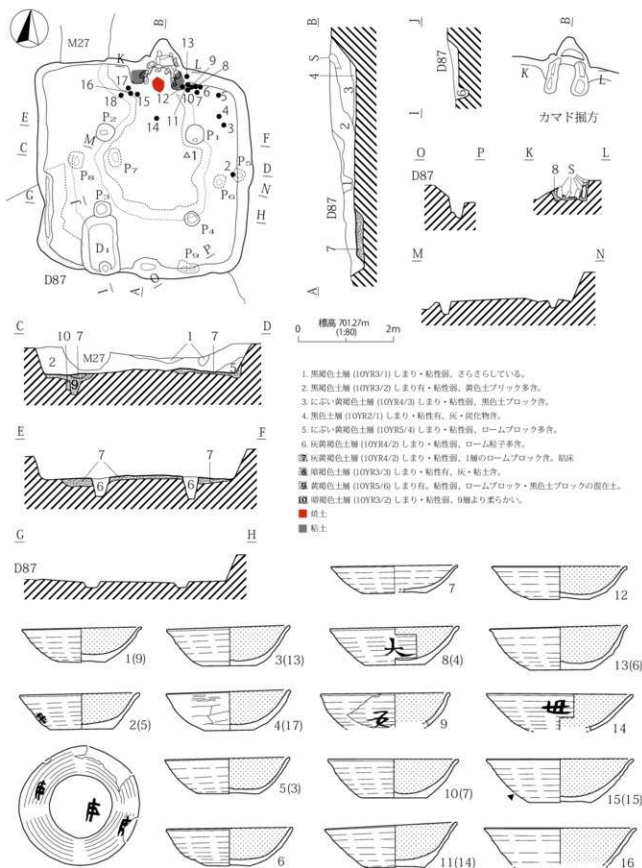 M27
B
K
L
13
9
8
16
17
18
15
12
11
10
7
5
4
3
14
P2
P1
E
F
C
D
M
△1
2
P5
P8
P7
P6
N
G
H
J
P3
P4
D1
P9
P
D87
I
A
O
B
S
4
3
2
D87
7
A
J
D87
6
I
B
K
L
カマド掘方
O
P
D87
K
L
8
S
M
N
標高 701.27m
0
(1:80)
2m
C
D
10
7
1
7
2
M27
5
9
E
F
7
7
6
6
G
H
D87
1. 黒褐色土層 (10YR3/1) しまり・粘性弱、さらさらしている。
2. 黒褐色土層 (10YR3/2) しまり有・粘性弱、黄色土ブリック多含。
3. にぶい黄褐色土層 (10YR4/3) しまり・粘性弱、黒色土ブロック含。
4. 黒色土層 (10YR2/1) しまり・粘性有、灰・炭化物含。
5. にぶい黄褐色土層 (10YR5/4) しまり・粘性弱、ロームブロック多含。
6. 灰黄褐色土層 (10YR4/2) しまり・粘性弱、ローム粒子多含。
7. 灰黄褐色土層 (10YR4/2) しまり・粘性弱、1層のロームブロック含。貼床
8. 暗褐色土層 (10YR3/3) しまり・粘性有、灰・粘土含。
9. 黄褐色土層 (10YR5/6) しまり有。粘性弱、ロームブロック・黒色土ブロックの混在土。
10. 暗褐色土層 (10YR3/2) しまり・粘性弱、9層より柔らかい。
焼土
粘土
7
12
1(9)
3(13)
大
8(4)
13(6)
2(5)
4(17)
9
14
5(3)
10(7)
15(15)
6
11(14)
16